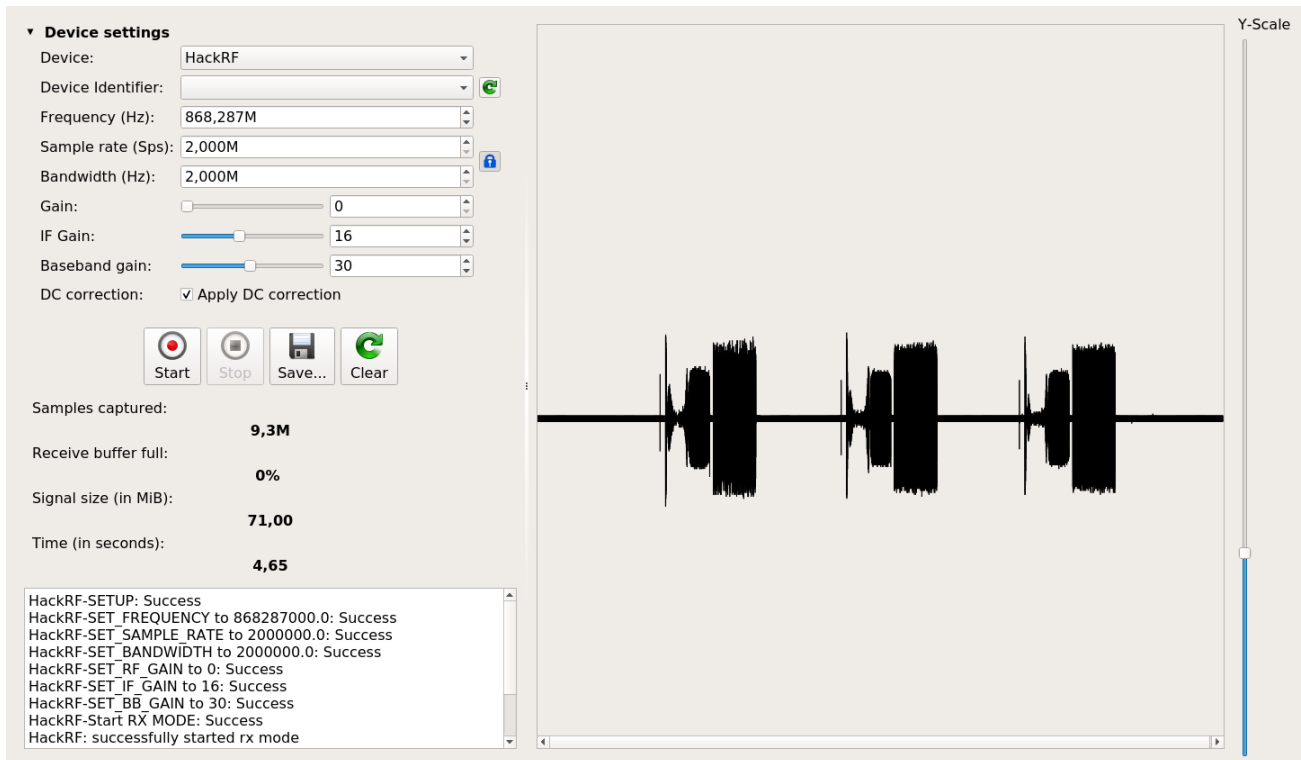 Device settings
Device: HackRF
Device Identifier:
Frequency (Hz): 868,287M
Sample rate (Sps): 2,000M
Bandwidth (Hz): 2,000M
Gain: 0
IF Gain: 16
Baseband gain: 30
DC correction: Apply DC correction
Start Stop Save... Clear
Samples captured:
9,3M
Receive buffer full:
0%
Signal size (in MiB):
71,00
Time (in seconds):
4,65
HackRF-SETUP: Success
HackRF-SET_FREQUENCY to 868287000.0: Success
HackRF-SET_SAMPLE_RATE to 2000000.0: Success
HackRF-SET_BANDWIDTH to 2000000.0: Success
HackRF-SET_RF_GAIN to 0: Success
HackRF-SET_IF_GAIN to 16: Success
HackRF-SET_BB_GAIN to 30: Success
HackRF-Start RX MODE: Success
HackRF: successfully started rx mode
Y-Scale